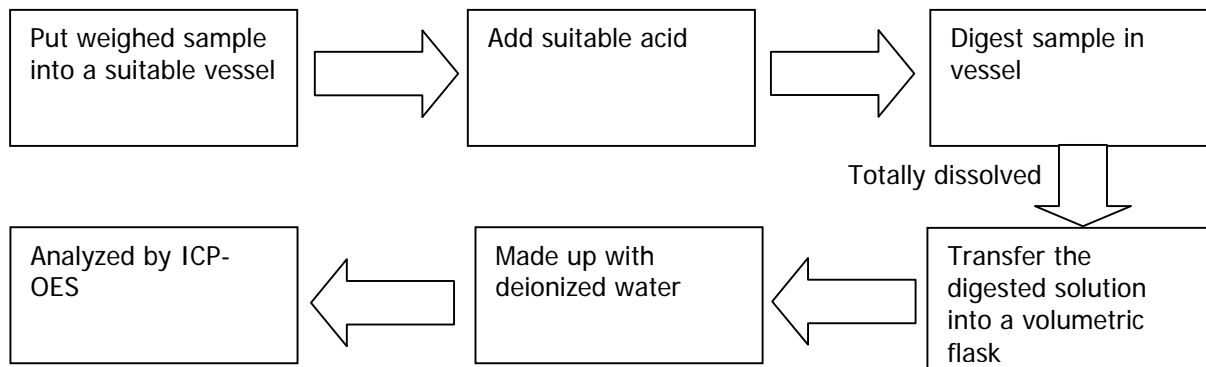 Put weighed sample
into a suitable vessel
Add suitable acid
Digest sample in
vessel
Totally dissolved
Transfer the
digested solution
into a volumetric
flask
Made up with
deionized water
Analyzed by ICP-
OES